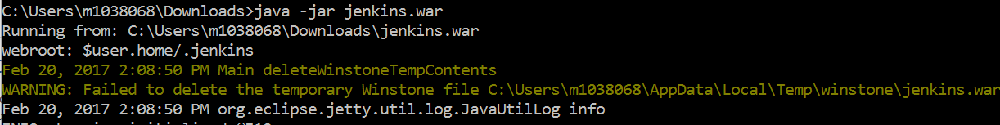 C:\Users\m1038068\Downloads>java -jar jenkins.war
Running from: C:\Users\m1038068\Downloads\jenkins.war
webroot: $user.home/.jenkins
Feb 20, 2017 2:08:50 PM Main deleteWinstoneTempContents
WARNING: Failed to delete the temporary Winstone file C:\Users\m1038068\AppData\Local\Temp\winstone\jenkins.war
Feb 20, 2017 2:08:50 PM org.eclipse.jetty.util.log.JavaUtilLog info